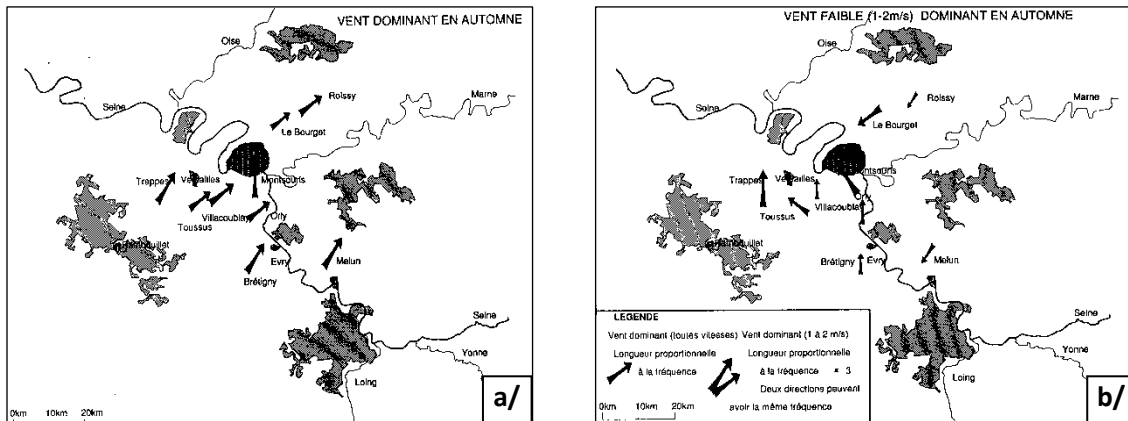 VENT DOMINANT EN AUTOMNE
Oise
Seine
Marne
Roissy
Le Bourget
Trappes
Versailles
Montsouris
Toussus
Villacoublay
Orly
Evry
Brétigny
Melun
Seine
Yonne
Loing
0km 10km 20km
a/
VENT FAIBLE (1-2m/s) DOMINANT EN AUTOMNE
Oise
Seine
Marne
Roissy
Le Bourget
Trappes
Versailles
Toussus
Villacoublay
Brétigny
Evry
Melun
Seine
Yonne
Loing
LEGENDE
Vent dominant (toutes vitesses) Vent dominant (1 à 2 m/s)
Longueur proportionnelle
à la fréquence
Longueur proportionnelle
à la fréquence * 3
Deux directions peuvent
avoir la même fréquence
0km 10km 20km
b/